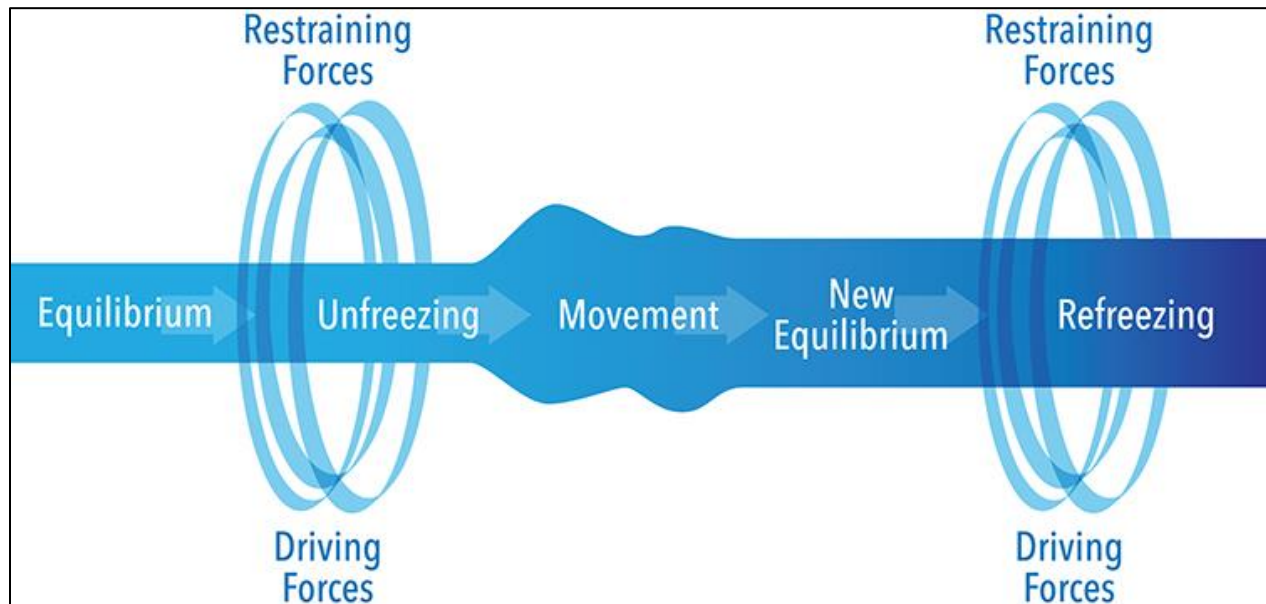 Restraining
Forces
Restraining
Forces
Equilibrium
Unfreezing
Movement
New
Equilibrium
Refreezing
Driving
Forces
Driving
Forces